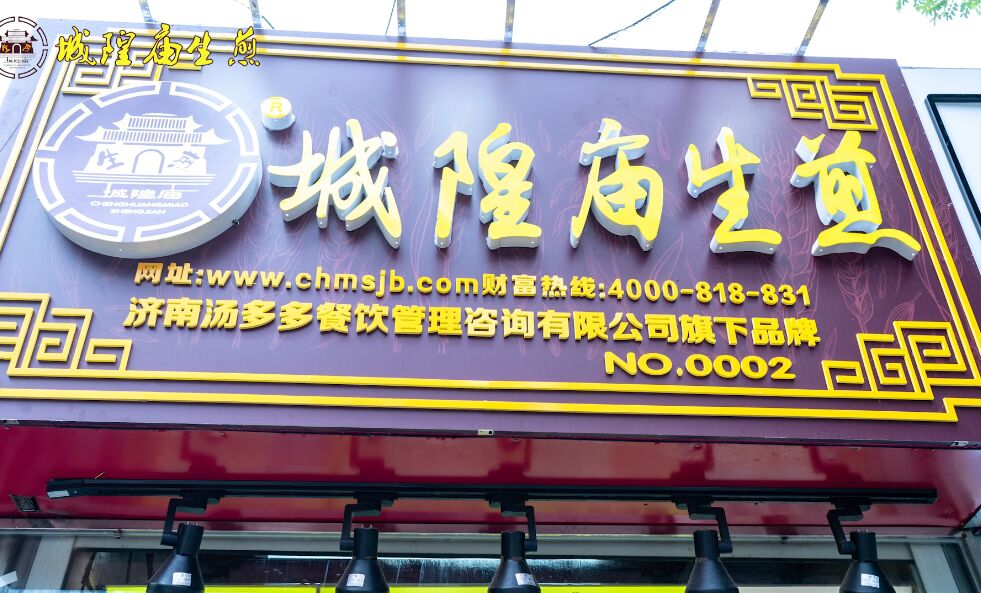 城隍庙生煎
®
城隍庙生煎
城隍庙
CHENGHUANGMIAO
SHENGJIAN
网址:www.chmsjb.com财富热线:4000-818-831
济南汤多多餐饮管理咨询有限公司旗下品牌
NO.0002